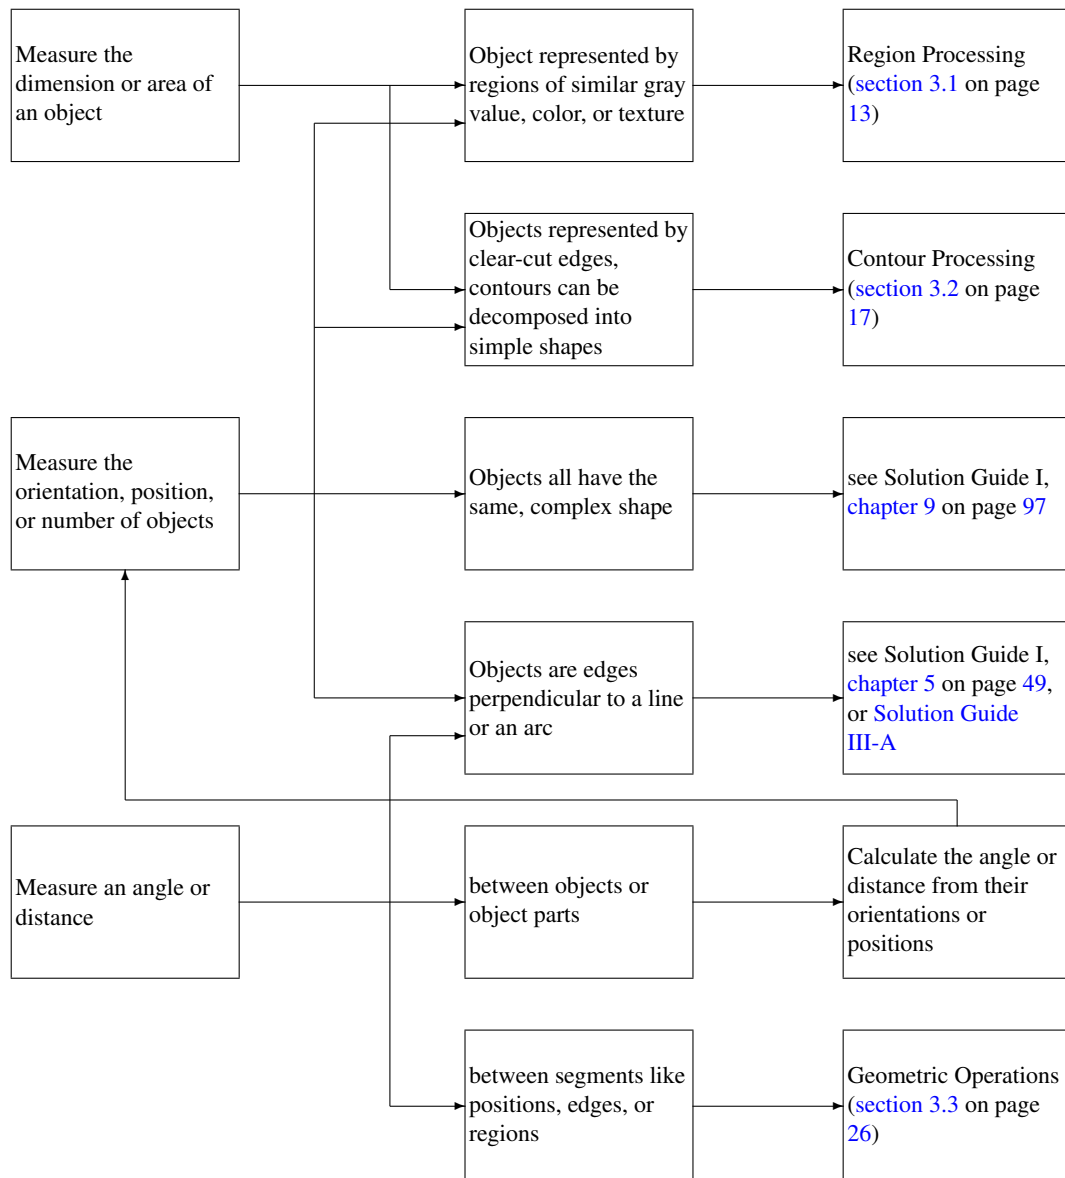 Measure the
dimension or area of
an object
Object represented by
regions of similar gray
value, color, or texture
Region Processing
(section 3.1 on page
13)
Objects represented by
clear-cut edges,
contours can be
decomposed into
simple shapes
Contour Processing
(section 3.2 on page
17)
Measure the
orientation, position,
or number of objects
Objects all have the
same, complex shape
see Solution Guide I,
chapter 9 on page 97
Objects are edges
perpendicular to a line
or an arc
see Solution Guide I,
chapter 5 on page 49,
or Solution Guide
III-A
Measure an angle or
distance
between objects or
object parts
Calculate the angle or
distance from their
orientations or
positions
between segments like
positions, edges, or
regions
Geometric Operations
(section 3.3 on page
26)